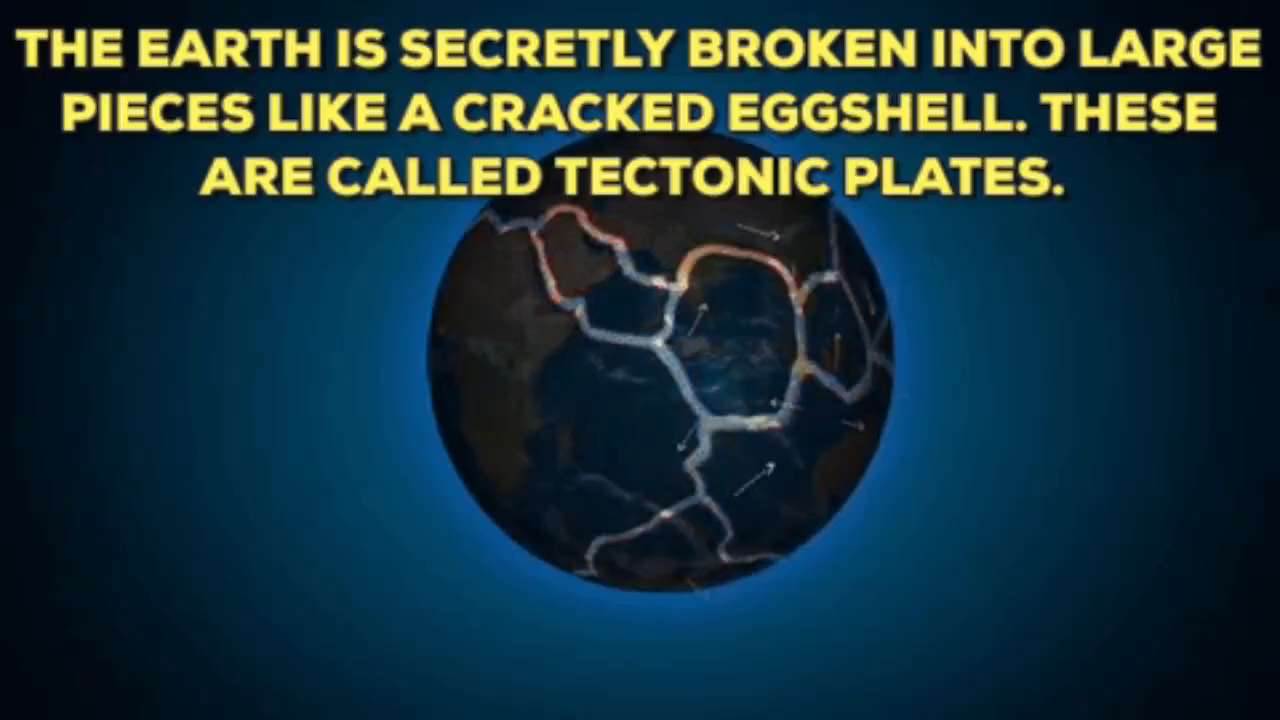 THE EARTH IS SECRETLY BROKEN INTO LARGE
PIECES LIKE A CRACKED EGGSHELL. THESE
ARE CALLED TECTONIC PLATES.